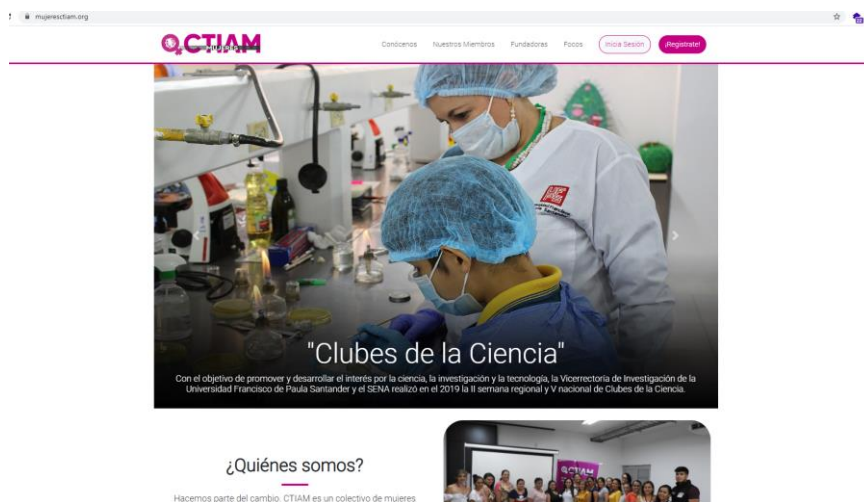 mujeresctiam.org
CTIAM
MUJERES
Conócenos Nuestros Miembros Fundadoras Focos Inicia Sesión ¡Regístrate!
"Clubes de la Ciencia"
Con el objetivo de promover y desarrollar el interés por la ciencia, la investigación y la tecnología, la Vicerrectoría de Investigación de la
Universidad Francisco de Paula Santander y el SENA realizó en el 2019 la II semana regional y V nacional de Clubes de la Ciencia.
¿Quiénes somos?
CTIAM
Hacemos parte del cambio. CTIAM es un colectivo de mujeres